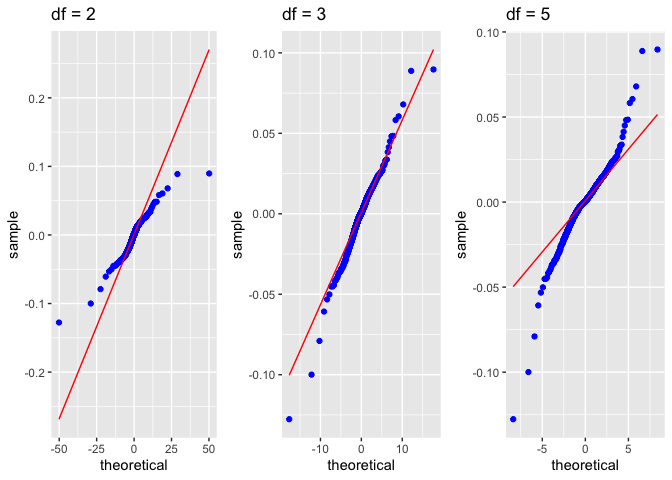 df = 2
df = 3
df = 5
sample
0.2
0.1
0.0
-0.1
-0.2
-50
-25
0
25
50
theoretical
sample
0.10
0.05
0.00
-0.05
-0.10
-10
0
10
theoretical
sample
0.10
0.05
0.00
-0.05
-0.10
-5
0
5
theoretical